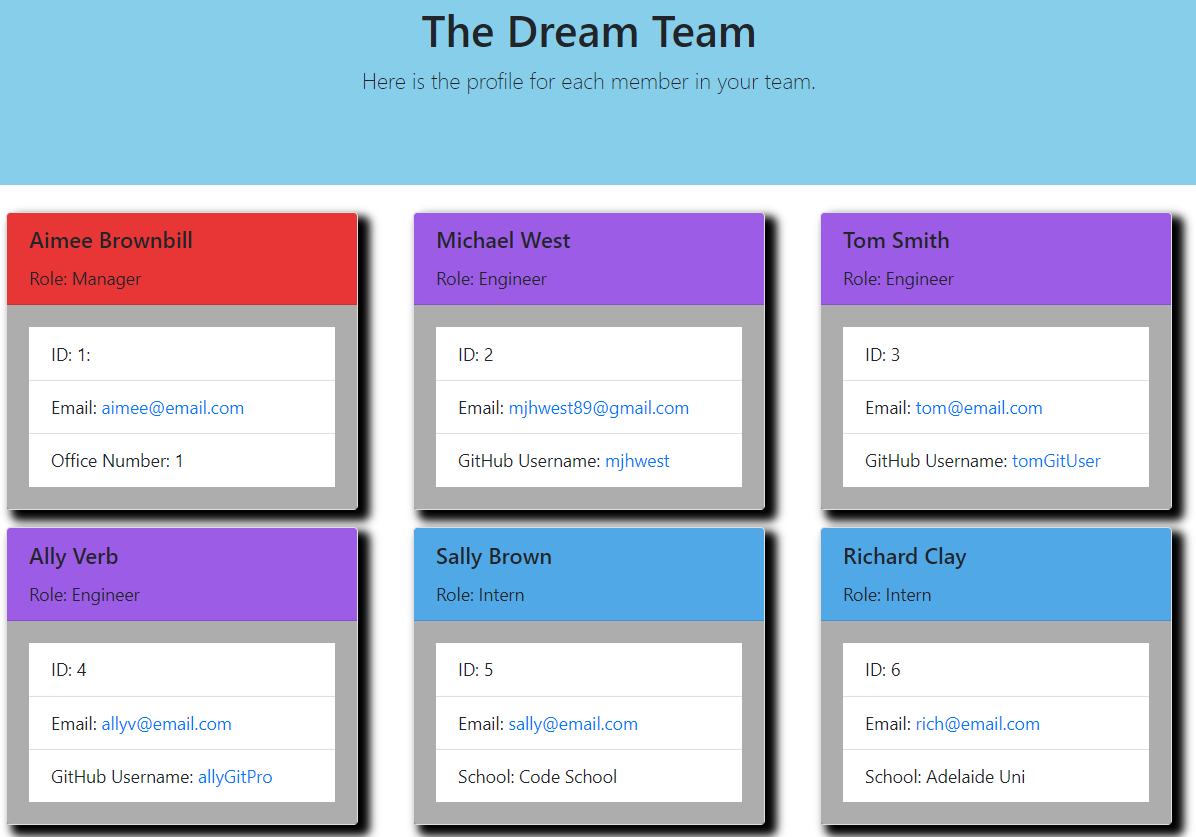 The Dream Team
Here is the profile for each member in your team.
Aimee Brownbill
Role: Manager
ID: 1:
Email: aimee@email.com
Office Number: 1
Michael West
Role: Engineer
ID: 2
Email: mjhwest89@gmail.com
GitHub Username: mjhwest
Tom Smith
Role: Engineer
ID: 3
Email: tom@email.com
GitHub Username: tomGitUser
Ally Verb
Role: Engineer
ID: 4
Email: allyv@email.com
GitHub Username: allyGitPro
Sally Brown
Role: Intern
ID: 5
Email: sally@email.com
School: Code School
Richard Clay
Role: Intern
ID: 6
Email: rich@email.com
School: Adelaide Uni